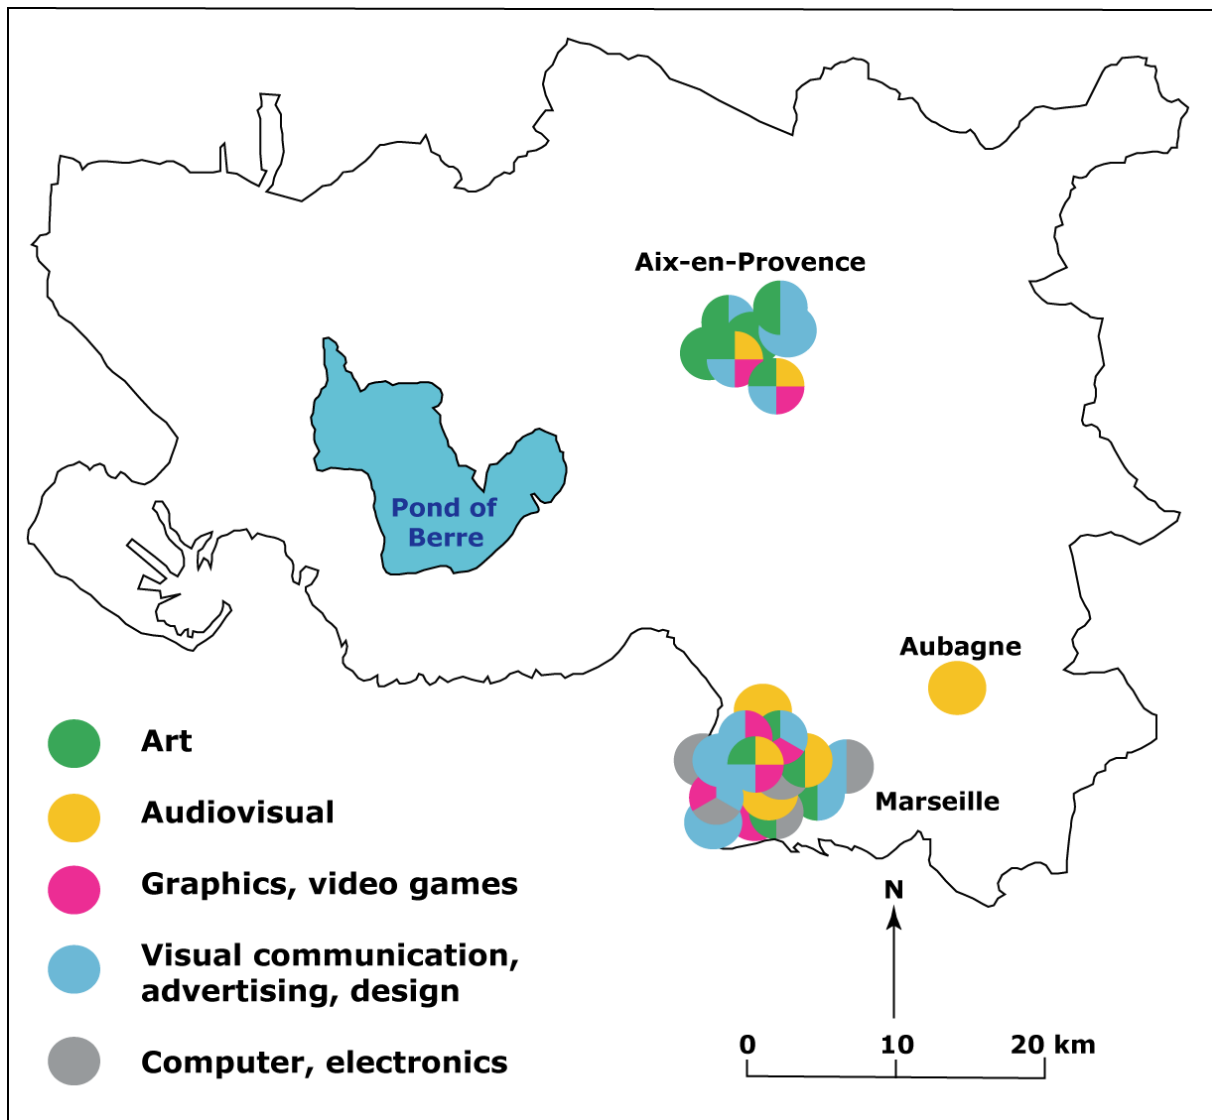 Aix-en-Provence
Pond of
Berre
Aubagne
Marseille
Art
Audiovisual
Graphics, video games
Visual communication,
advertising, design
Computer, electronics
N
0 10 20 km